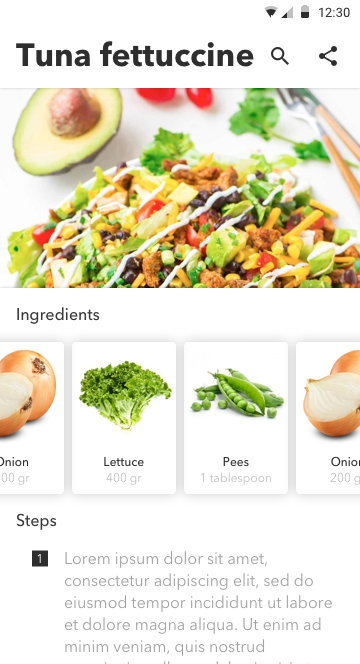 12:30
Tuna fettuccine
Ingredients
Onion Lettuce Pees Onion
00 gr 400 gr 1 tablespoon 200 g
Steps
1 Lorem ipsum dolor sit amet,
consectetur adipiscing elit, sed do
eiusmod tempor incididunt ut labore
et dolore magna aliqua. Ut enim ad
minim veniam, quis nostrud